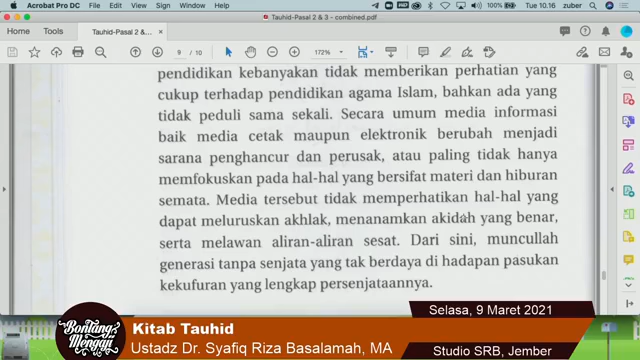 Acrobat Pro DC File Edit View Window Help 100% Tue 10.16 zuber
Tauhid-Pasal 2 & 3 - combined.pdf
Home Tools Tauhid-Pasal 2 &... ×
9 / 10 172%
pendidikan kebanyakan tidak memberikan perhatian yang
cukup terhadap pendidikan agama Islam, bahkan ada yang
tidak peduli sama sekali. Secara umum media informasi
baik media cetak maupun elektronik berubah menjadi
sarana penghancur dan perusak, atau paling tidak hanya
memfokuskan pada hal-hal yang bersifat materi dan hiburan
semata. Media tersebut tidak memperhatikan hal-hal yang
dapat meluruskan akhlak, menanamkan akidah yang benar,
serta melawan aliran-aliran sesat. Dari sini, muncullah
generasi tanpa senjata yang tak berdaya di hadapan pasukan
kekufuran yang lengkap persenjataannya.
Selasa, 9 Maret 2021
Bontang
Mengaji
Kitab Tauhid
Ustadz Dr. Syafiq Riza Basalamah, MA
Studio SRB, Jember